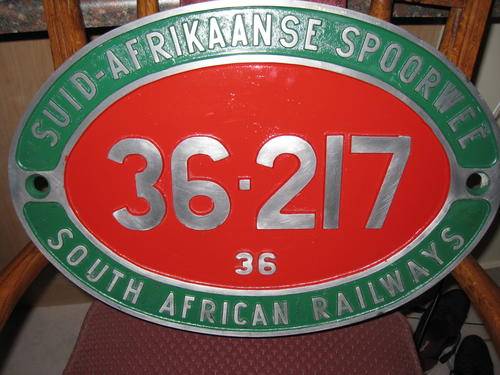 SUID-AFRIKAANSE SPOORWEË
36·217
36
SOUTH AFRICAN RAILWAYS